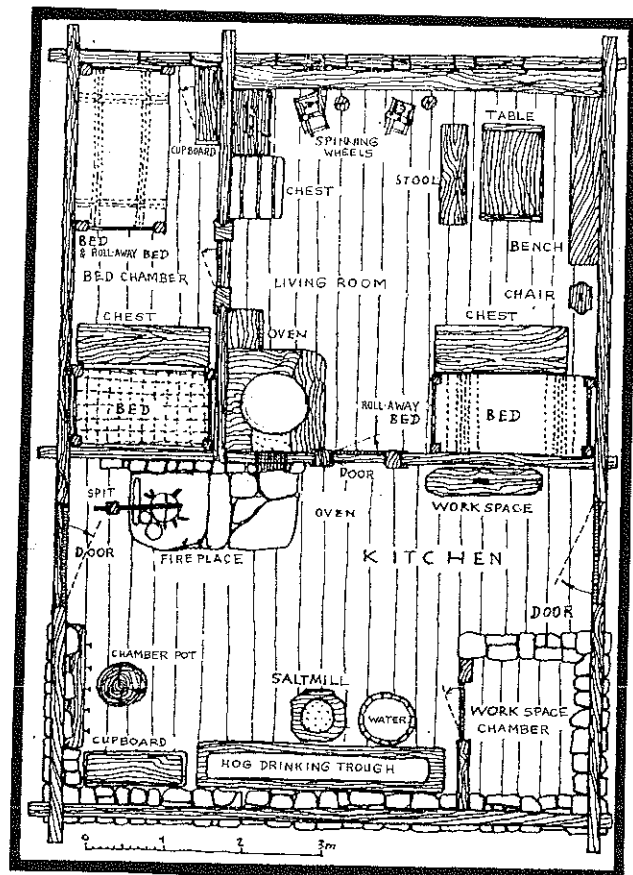 TABLE
CUPBOARD
SPINNING
WHEELS
CHEST
STOOL
BED
& ROLL-AWAY BED
BED CHAMBER
BENCH
LIVING ROOM
CHAIR
CHEST
CHEST
OVEN
BED
ROLL-AWAY
BED
BED
DOOR
SPIT
OVEN
WORK SPACE
DOOR
FIREPLACE
KITCHEN
DOOR
CHAMBER POT
SALTMILL
WATER
WORK SPACE
CHAMBER
CUPBOARD
HOG DRINKING TROUGH
0 1 2 3m